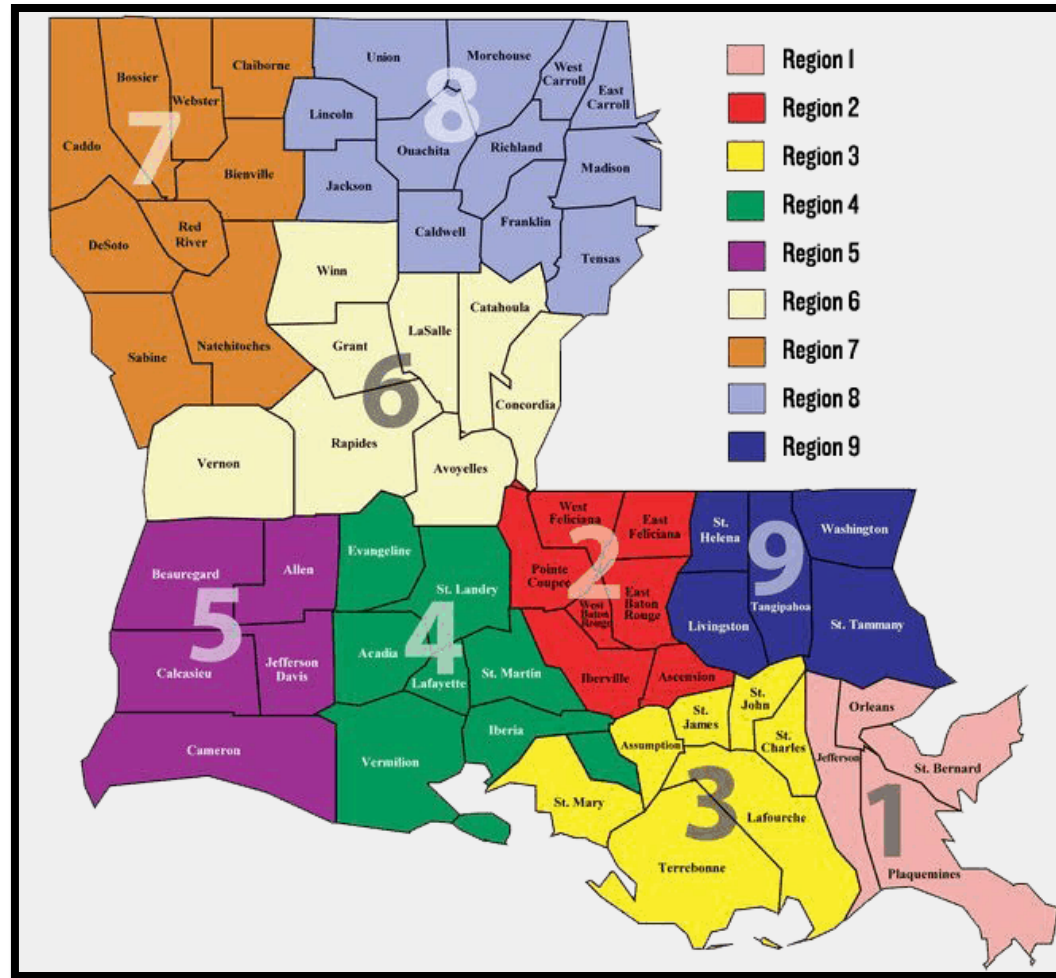 Union
Morehouse
West
Carroll
East
Carroll
Claiborne
Bossier
Webster
8
Lincoln
7
Caddo
Ouachita
Richland
Madison
Bienville
Jackson
Franklin
Caldwell
Red
River
DeSoto
Tensas
Winn
Catahoula
LaSalle
Grant
Natchitoches
Sabine
6
Concordia
Rapides
Vernon
Avoyelles
West
Feliciana
East
Feliciana
St.
Helena
Washington
Evangeline
2
9
Beauregard
Allen
Pointe
Coupee
St. Landry
East
Baton
Rouge
West
Baton
Rouge
Tangipahoa
Livingston
St. Tammany
5
4
Acadia
Jefferson
Davis
Calcasieu
Lafayette
St. Martin
Iberville
Ascension
St.
John
St.
James
Orleans
Iberia
St.
Charles
Assumption
Cameron
Vermilion
Jefferson
St. Bernard
St. Mary
3
Lafourche
1
Terrebonne
Plaquemines
Region 1
Region 2
Region 3
Region 4
Region 5
Region 6
Region 7
Region 8
Region 9